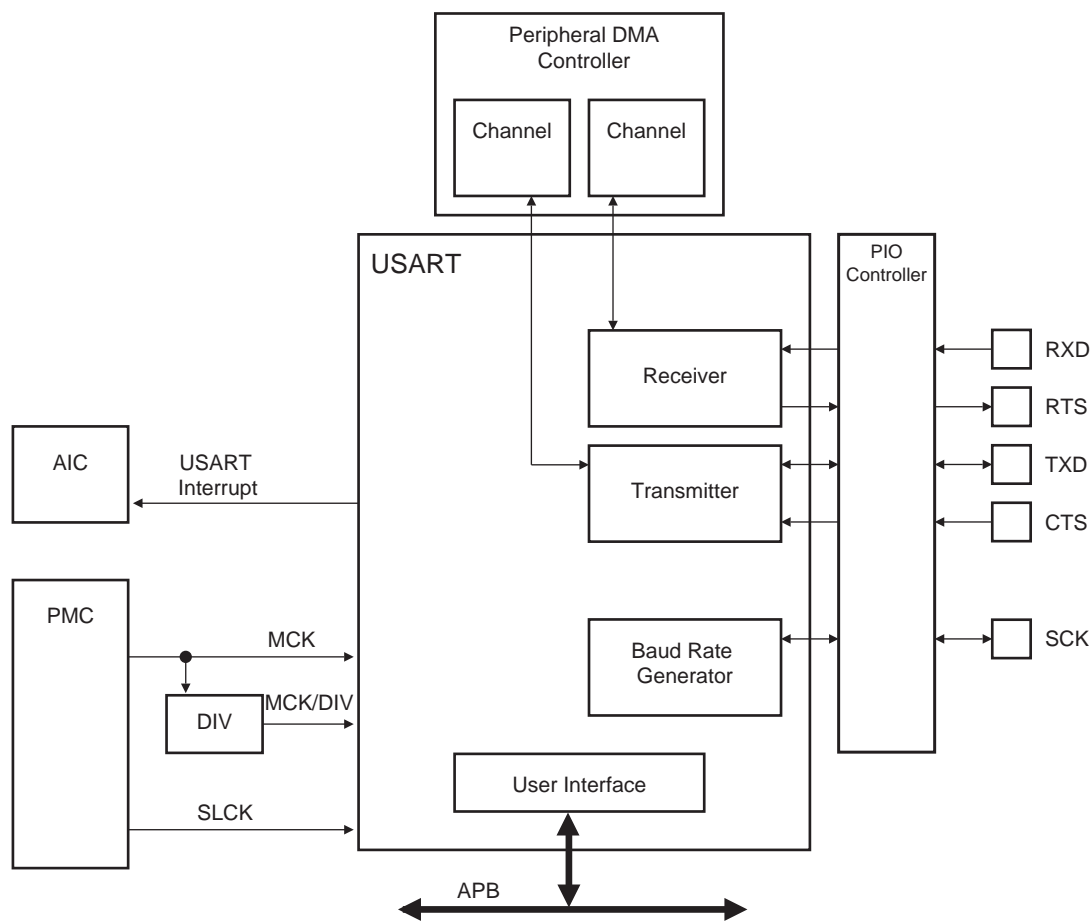 Peripheral DMA
Controller
Channel
Channel
USART
PIO
Controller
Receiver
RXD
RTS
AIC
USART
Interrupt
Transmitter
TXD
CTS
PMC
MCK
Baud Rate
Generator
SCK
DIV
MCK/DIV
User Interface
SLCK
APB